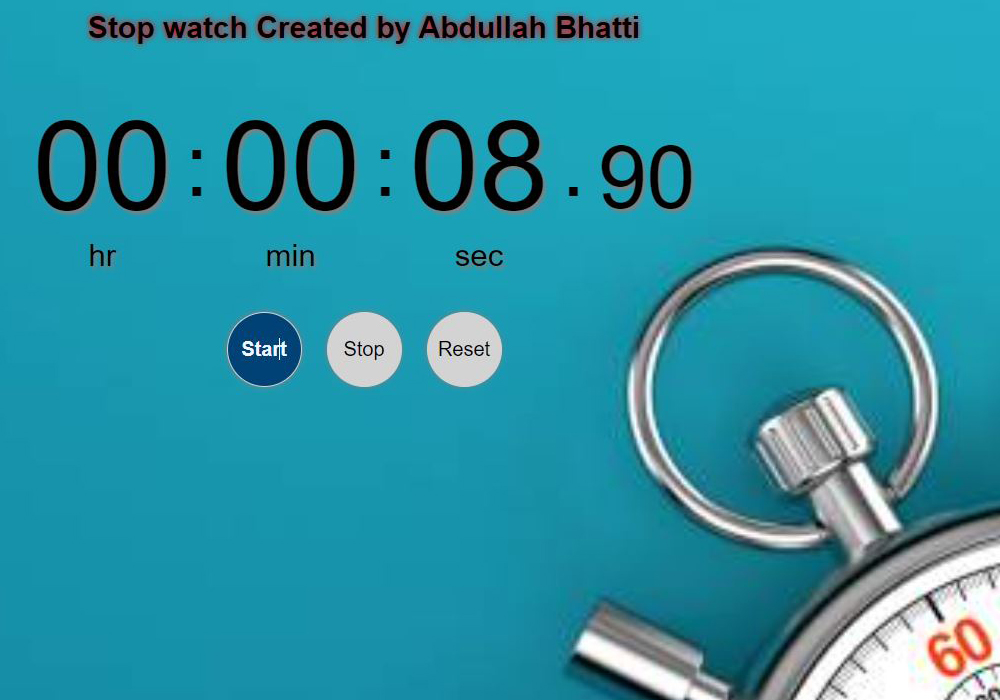 Stop watch Created by Abdullah Bhatti
00:00:08.90
hr min sec
Start Stop Reset
60